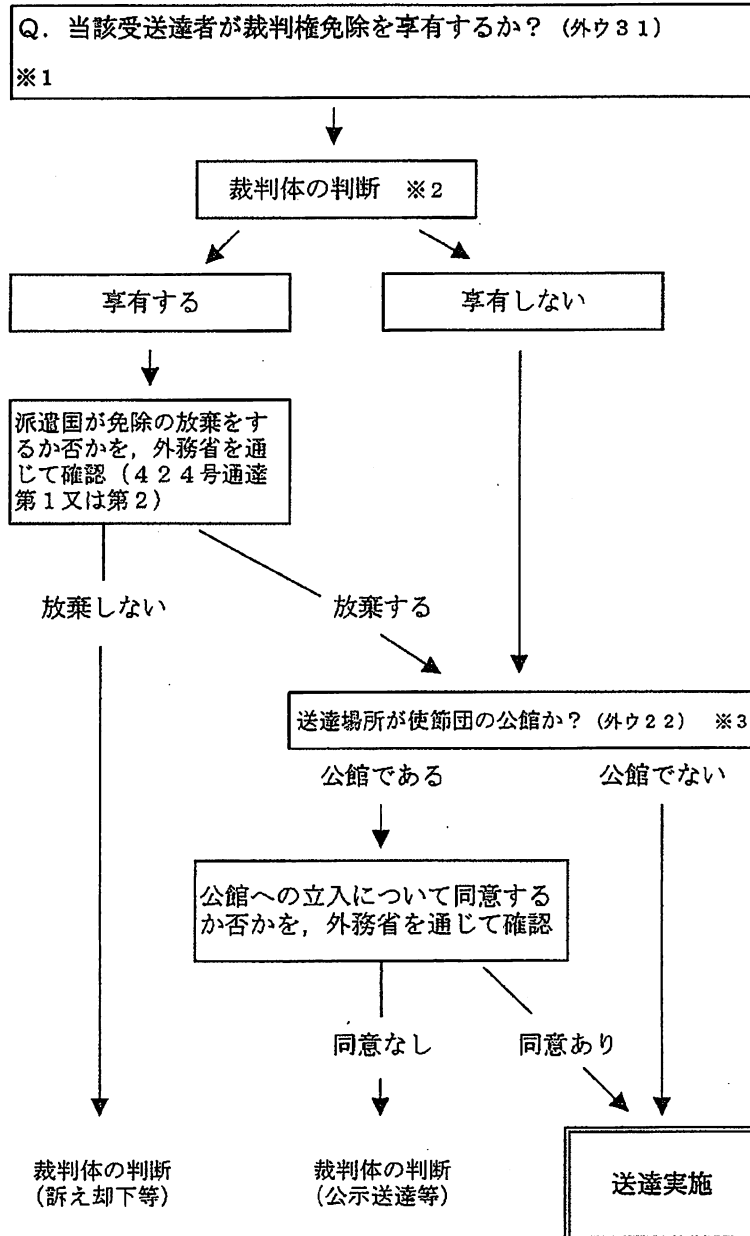 Q．当該受送達者が裁判権免除を享有するか？（外ウ３１）
※１
裁判体の判断　※２
享有する
享有しない
派遣国が免除の放棄をす
るか否かを，外務省を通
じて確認（４２４号通達
第１又は第２）
放棄しない
放棄する
送達場所が使節団の公館か？（外ウ２２）　※３
公館である
公館でない
公館への立入について同意する
か否かを，外務省を通じて確認
同意なし
同意あり
裁判体の判断
（訴え却下等）
裁判体の判断
（公示送達等）
送達実施